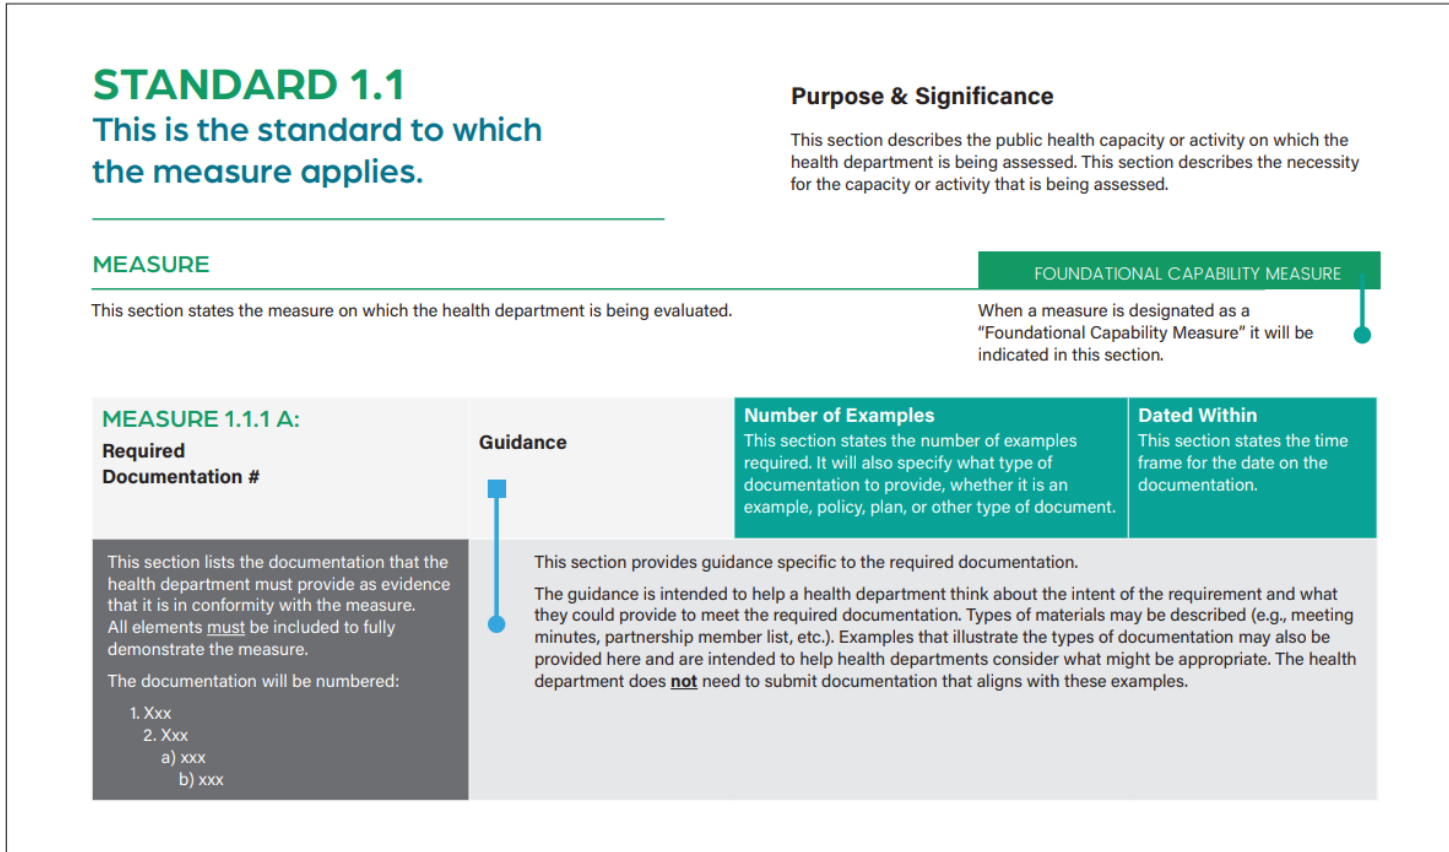 STANDARD 1.1
This is the standard to which
the measure applies.
Purpose & Significance
This section describes the public health capacity or activity on which the
health department is being assessed. This section describes the necessity
for the capacity or activity that is being assessed.
MEASURE
FOUNDATIONAL CAPABILITY MEASURE
This section states the measure on which the health department is being evaluated.
When a measure is designated as a
“Foundational Capability Measure” it will be
indicated in this section.
MEASURE 1.1.1 A:
Required
Documentation #
Guidance
Number of Examples
This section states the number of examples
required. It will also specify what type of
documentation to provide, whether it is an
example, policy, plan, or other type of document.
Dated Within
This section states the time
frame for the date on the
documentation.
This section lists the documentation that the
health department must provide as evidence
that it is in conformity with the measure.
All elements must be included to fully
demonstrate the measure.
The documentation will be numbered:
1. Xxx
2. Xxx
a) xxx
b) xxx
This section provides guidance specific to the required documentation.
The guidance is intended to help a health department think about the intent of the requirement and what
they could provide to meet the required documentation. Types of materials may be described (e.g., meeting
minutes, partnership member list, etc.). Examples that illustrate the types of documentation may also be
provided here and are intended to help health departments consider what might be appropriate. The health
department does not need to submit documentation that aligns with these examples.